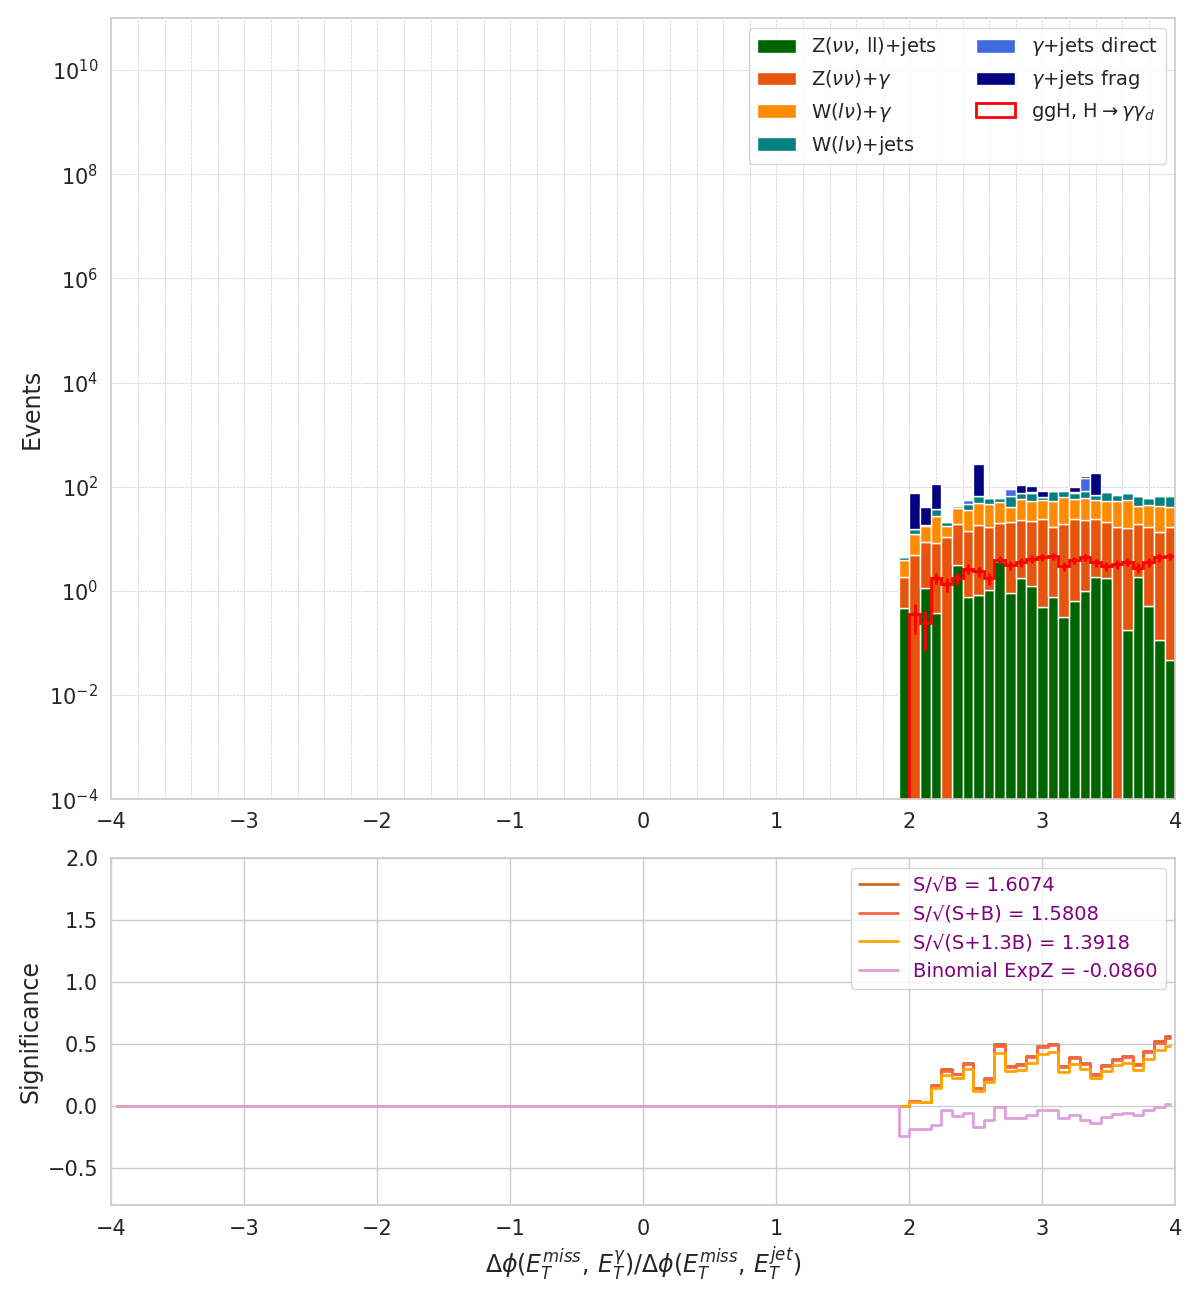 10^10
10^8
10^6
10^4
10^2
10^0
10^−2
10^−4
Events
Z(νν, ll)+jets
Z(νν)+γ
W(lν)+γ
W(lν)+jets
γ+jets direct
γ+jets frag
ggH, H→γγ_d
−4 −3 −2 −1 0 1 2 3 4
2.0
1.5
1.0
0.5
0.0
−0.5
Significance
S/√B = 1.6074
S/√(S+B) = 1.5808
S/√(S+1.3B) = 1.3918
Binomial ExpZ = -0.0860
−4 −3 −2 −1 0 1 2 3 4
Δϕ(E_T^miss, E_T^γ)/Δϕ(E_T^miss, E_T^jet)